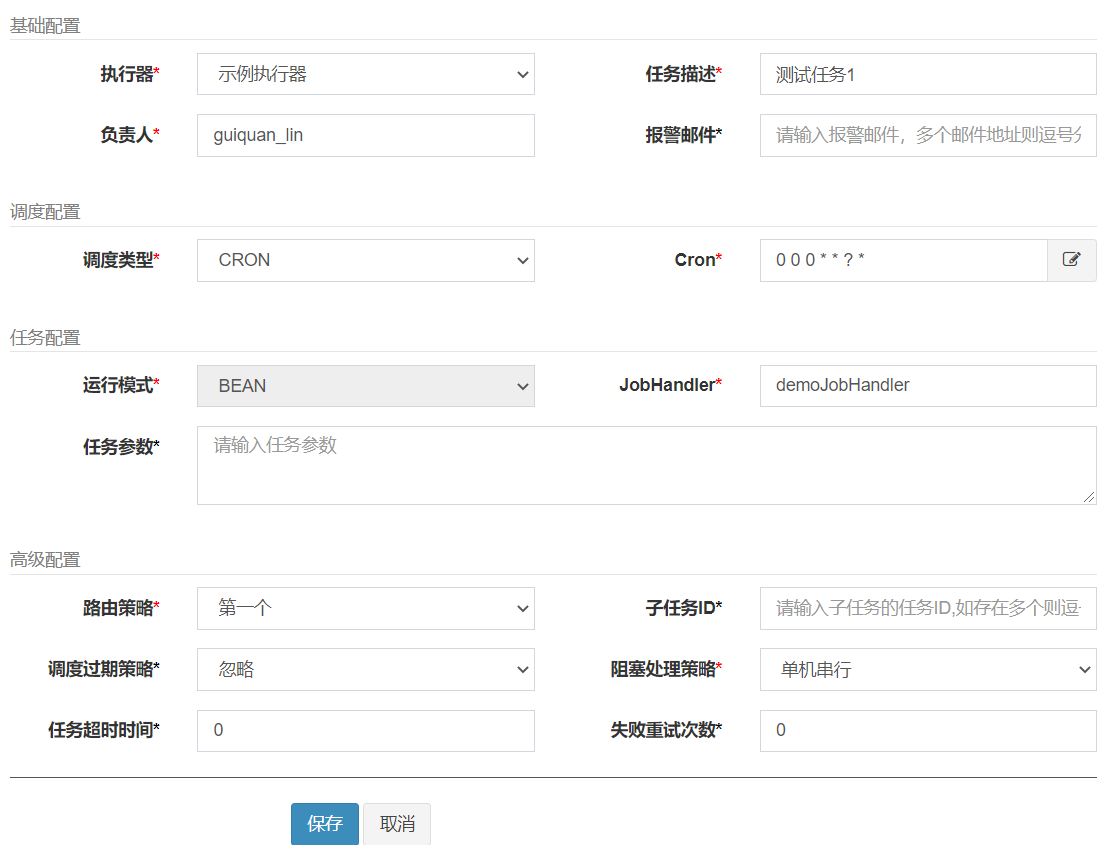 基础配置
执行器* 示例执行器 任务描述* 测试任务1
负责人* guiquan_lin 报警邮件* 请输入报警邮件，多个邮件地址则逗号分
调度配置
调度类型* CRON Cron* 0 0 0 * * ? *
任务配置
运行模式* BEAN JobHandler* demoJobHandler
任务参数* 请输入任务参数
高级配置
路由策略* 第一个 子任务ID* 请输入子任务的任务ID,如存在多个则逗
调度过期策略* 忽略 阻塞处理策略* 单机串行
任务超时时间* 0 失败重试次数* 0
保存 取消